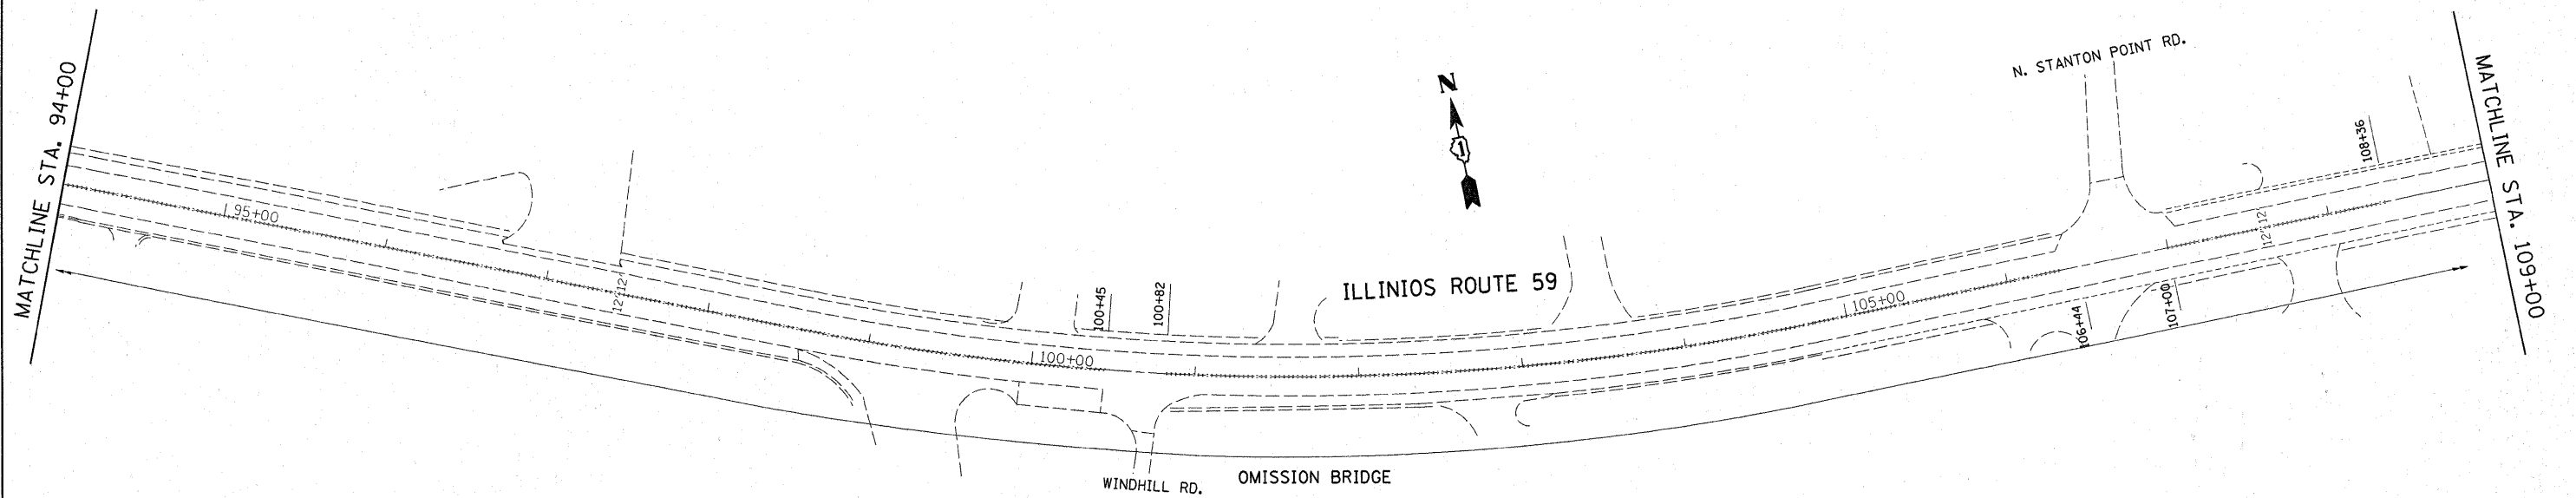 MATCHLINE STA. 94+00
95+00
12'
12'
100+45
100+82
100+00
N
1
ILLINIOS ROUTE 59
105+00
N. STANTON POINT RD.
106+44
107+00
12'
12'
108+36
MATCHLINE STA. 109+00
WINDHILL RD.
OMISSION BRIDGE